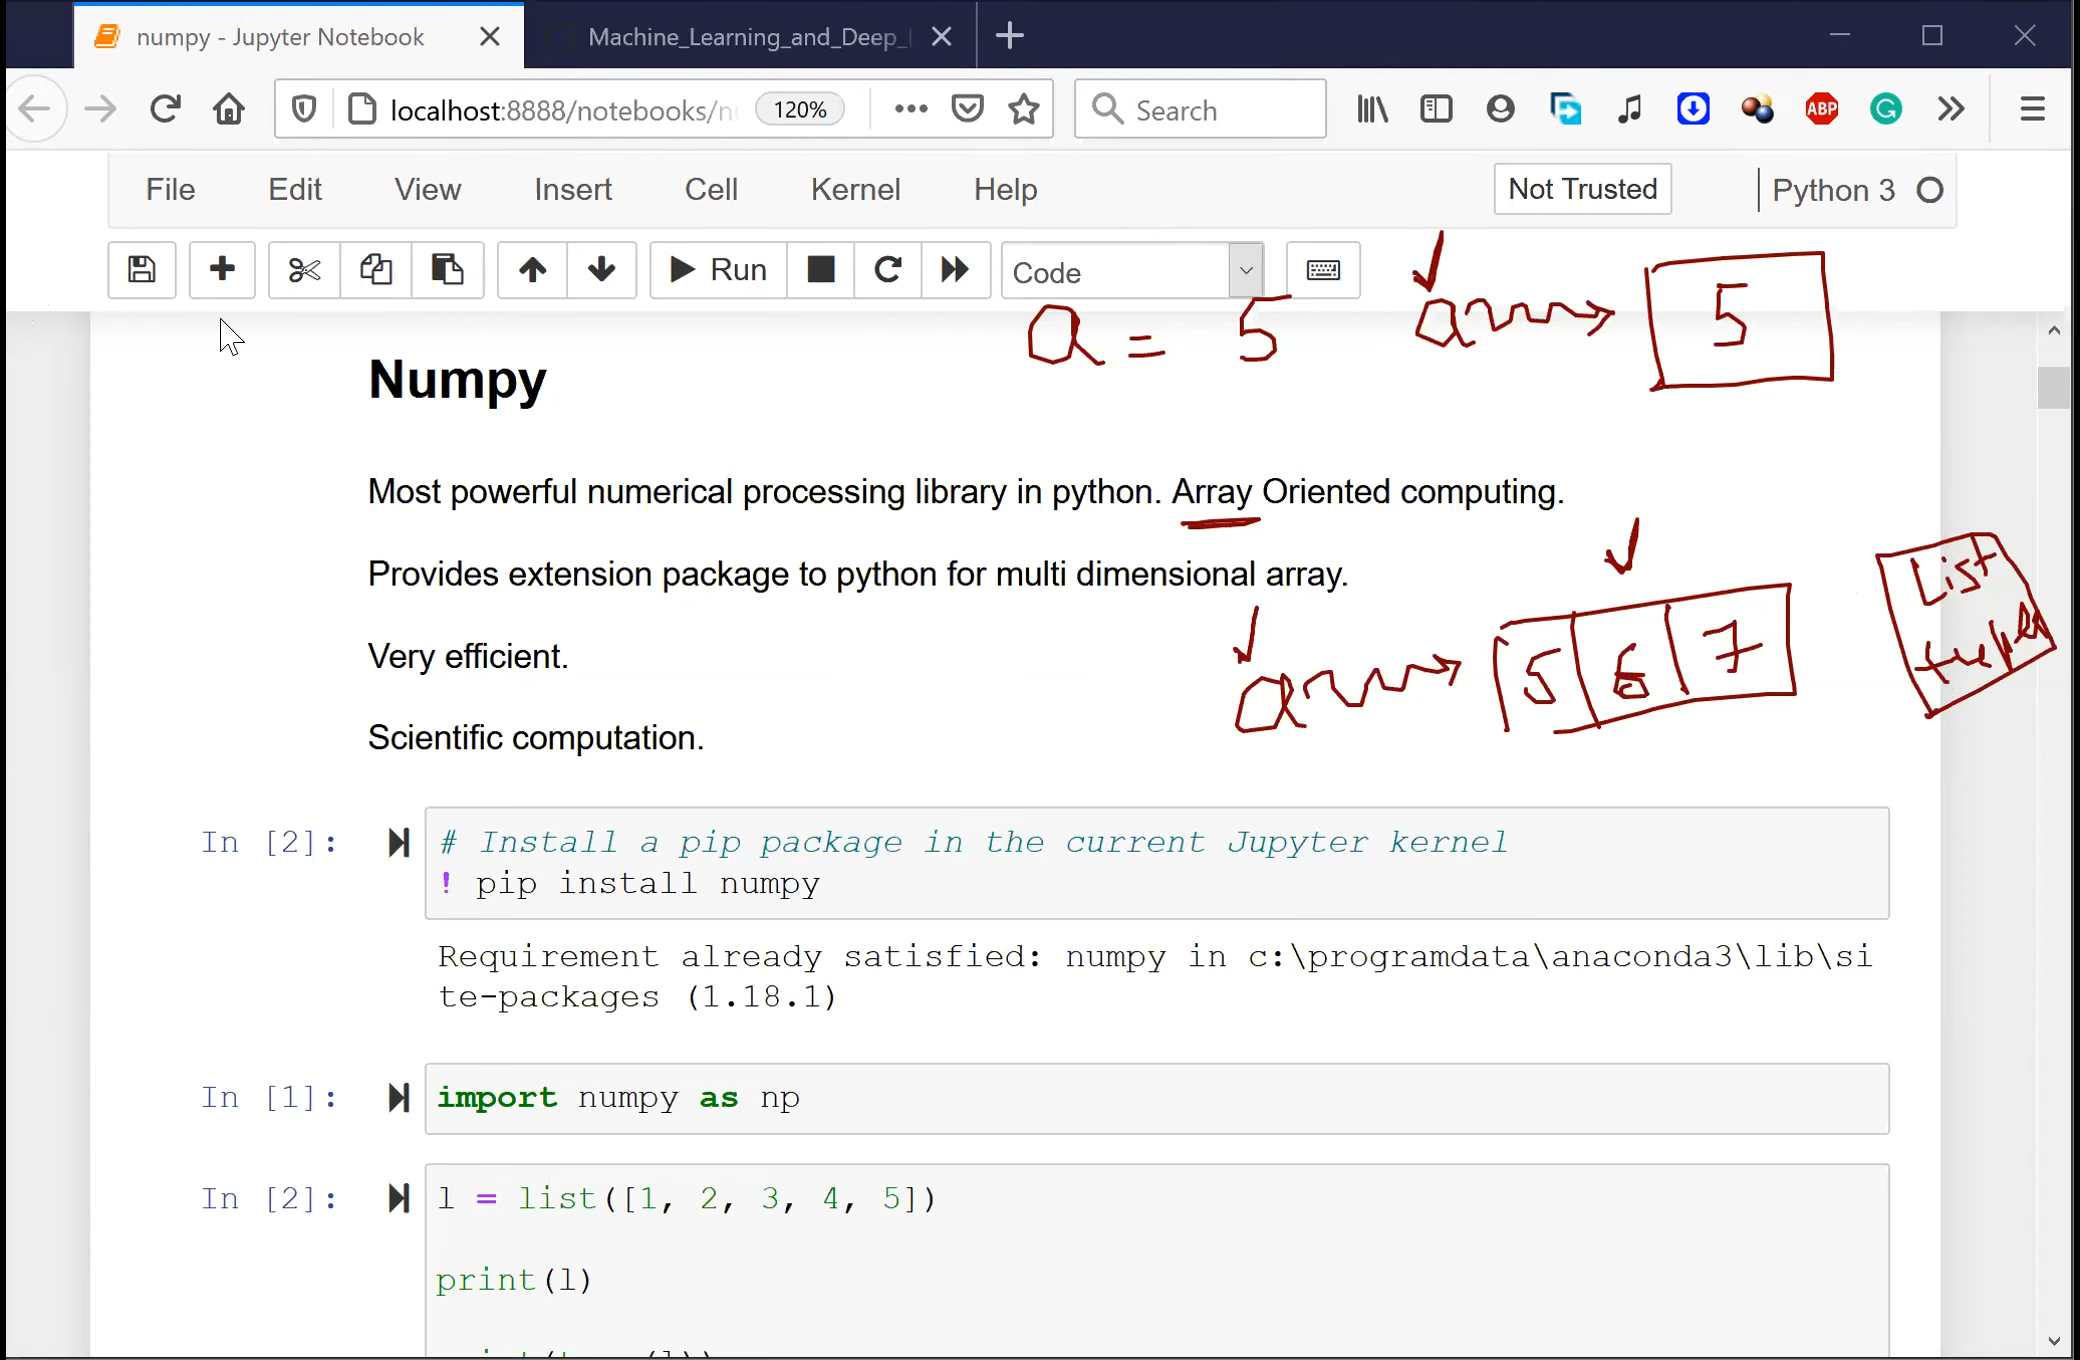 numpy - Jupyter Notebook
Machine_Learning_and_Deep_
localhost:8888/notebooks/nu
120%
Search
ABP
File Edit View Insert Cell Kernel Help
Not Trusted
Python 3
Run
Code
a = 5
a
5
Numpy
Most powerful numerical processing library in python. Array Oriented computing.
Provides extension package to python for multi dimensional array.
List
a
5 6 7
Very efficient.
Scientific computation.
In [2]:
# Install a pip package in the current Jupyter kernel
! pip install numpy
Requirement already satisfied: numpy in c:\programdata\anaconda3\lib\si
te-packages (1.18.1)
In [1]:
import numpy as np
In [2]:
l = list([1, 2, 3, 4, 5])
print(l)